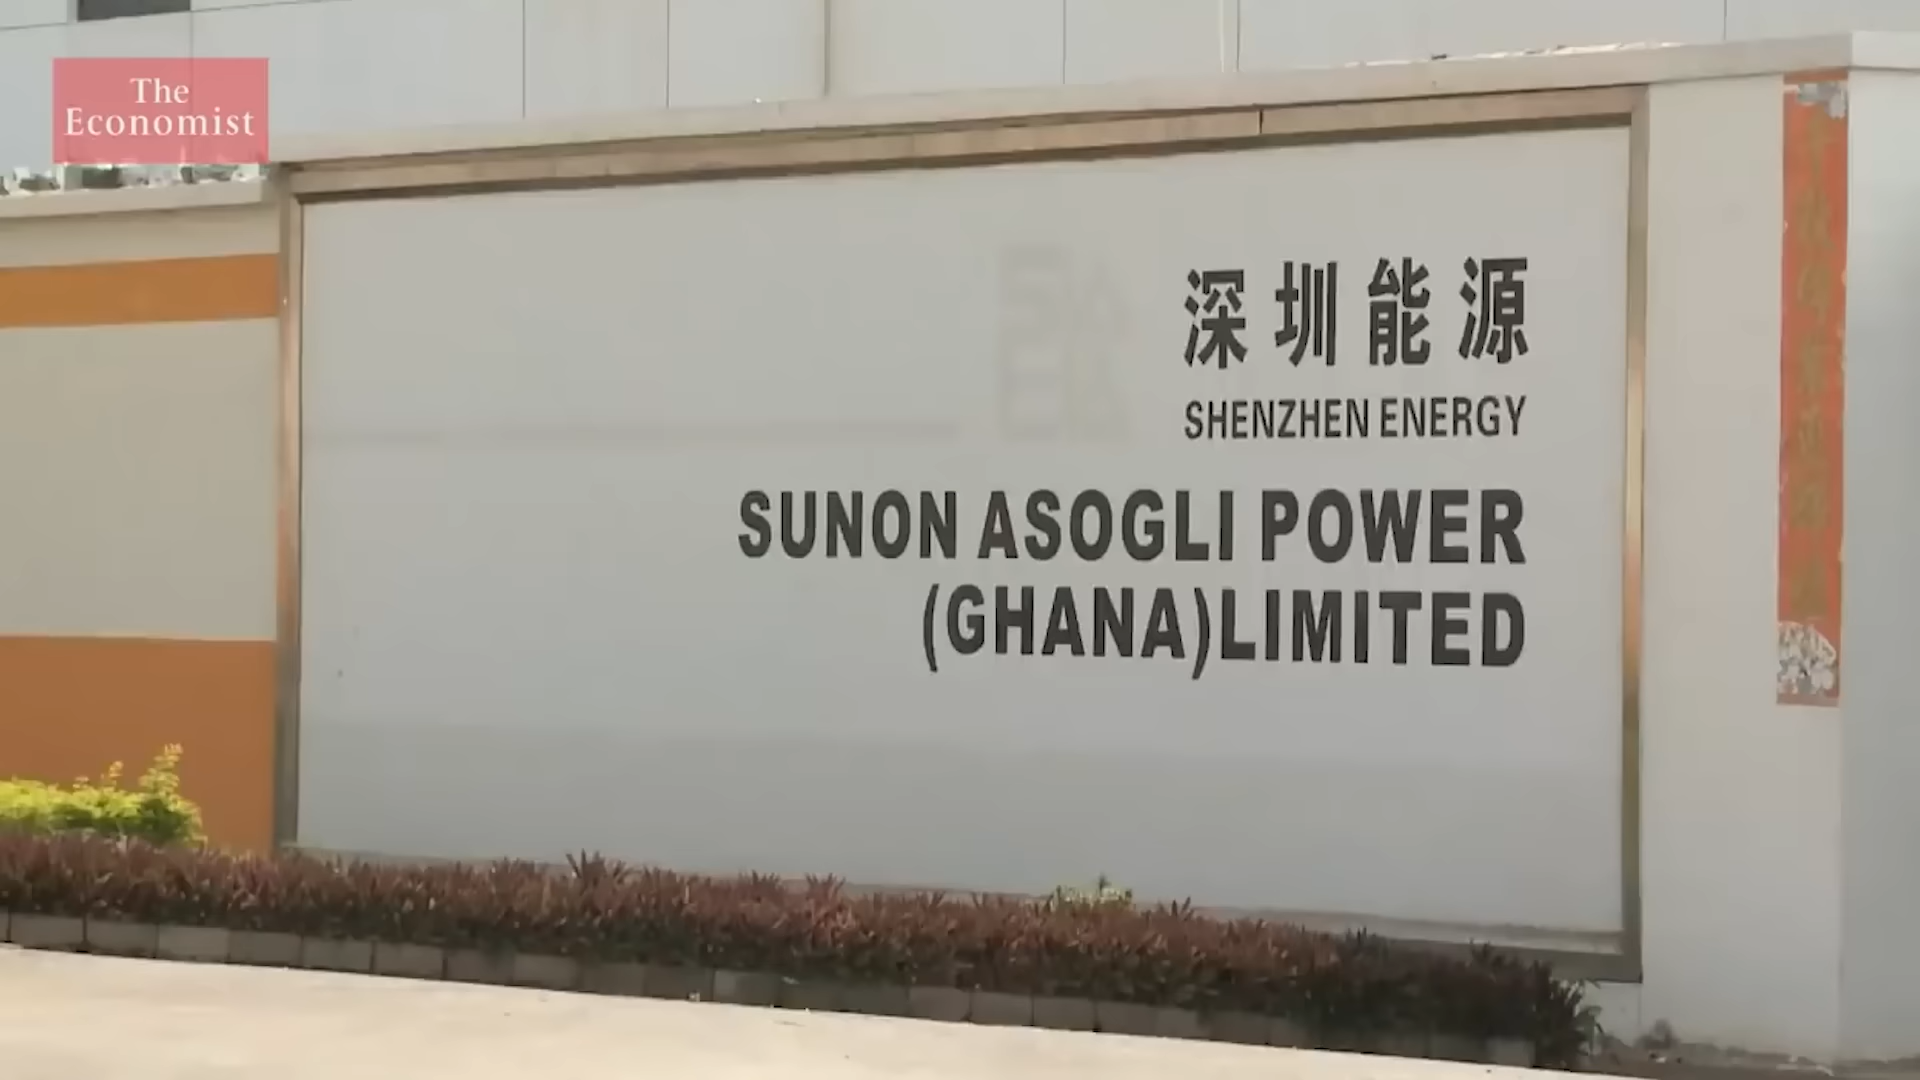 The
Economist
深圳能源
SHENZHEN ENERGY
SUNON ASOGLI POWER
(GHANA)LIMITED